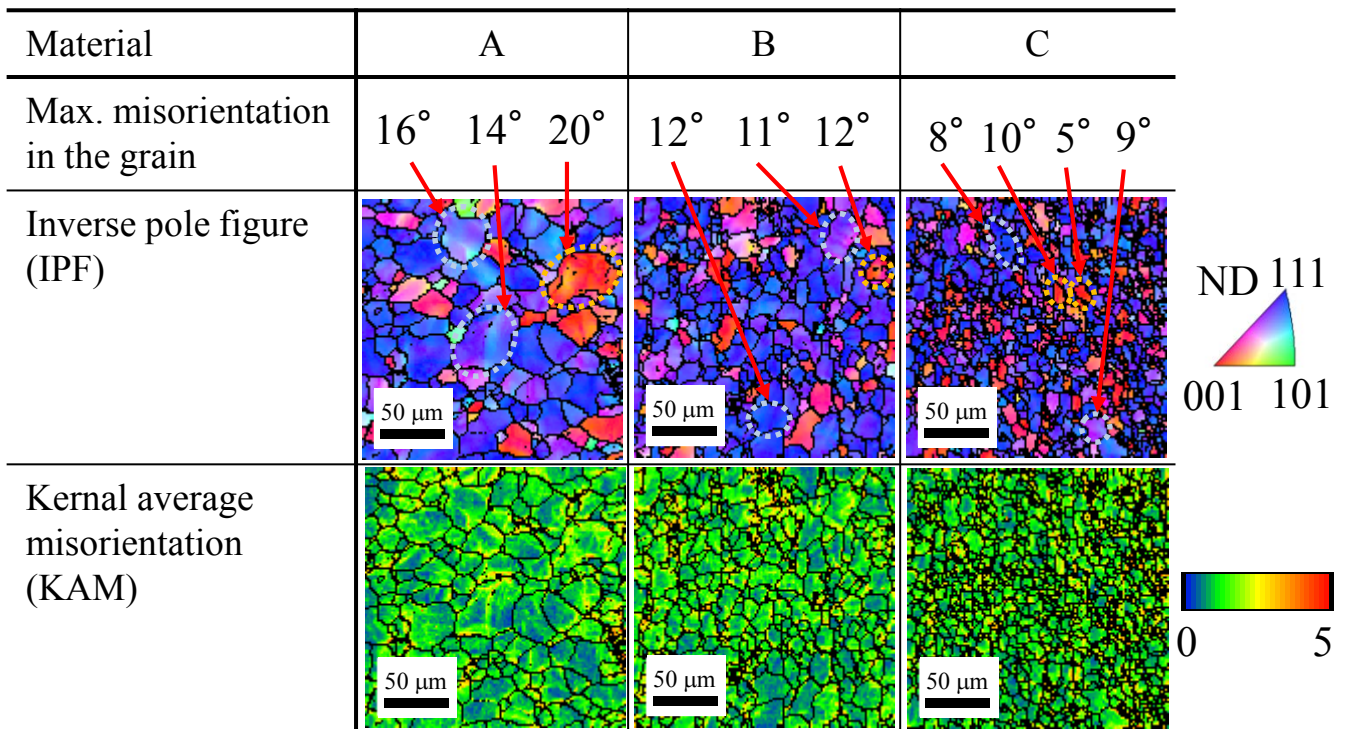 Material
A
B
C
Max. misorientation
in the grain
16° 14° 20°
12° 11° 12°
8° 10° 5° 9°
Inverse pole figure
(IPF)
50 μm
50 μm
50 μm
ND 111
001 101
Kernal average
misorientation
(KAM)
50 μm
50 μm
50 μm
0 5